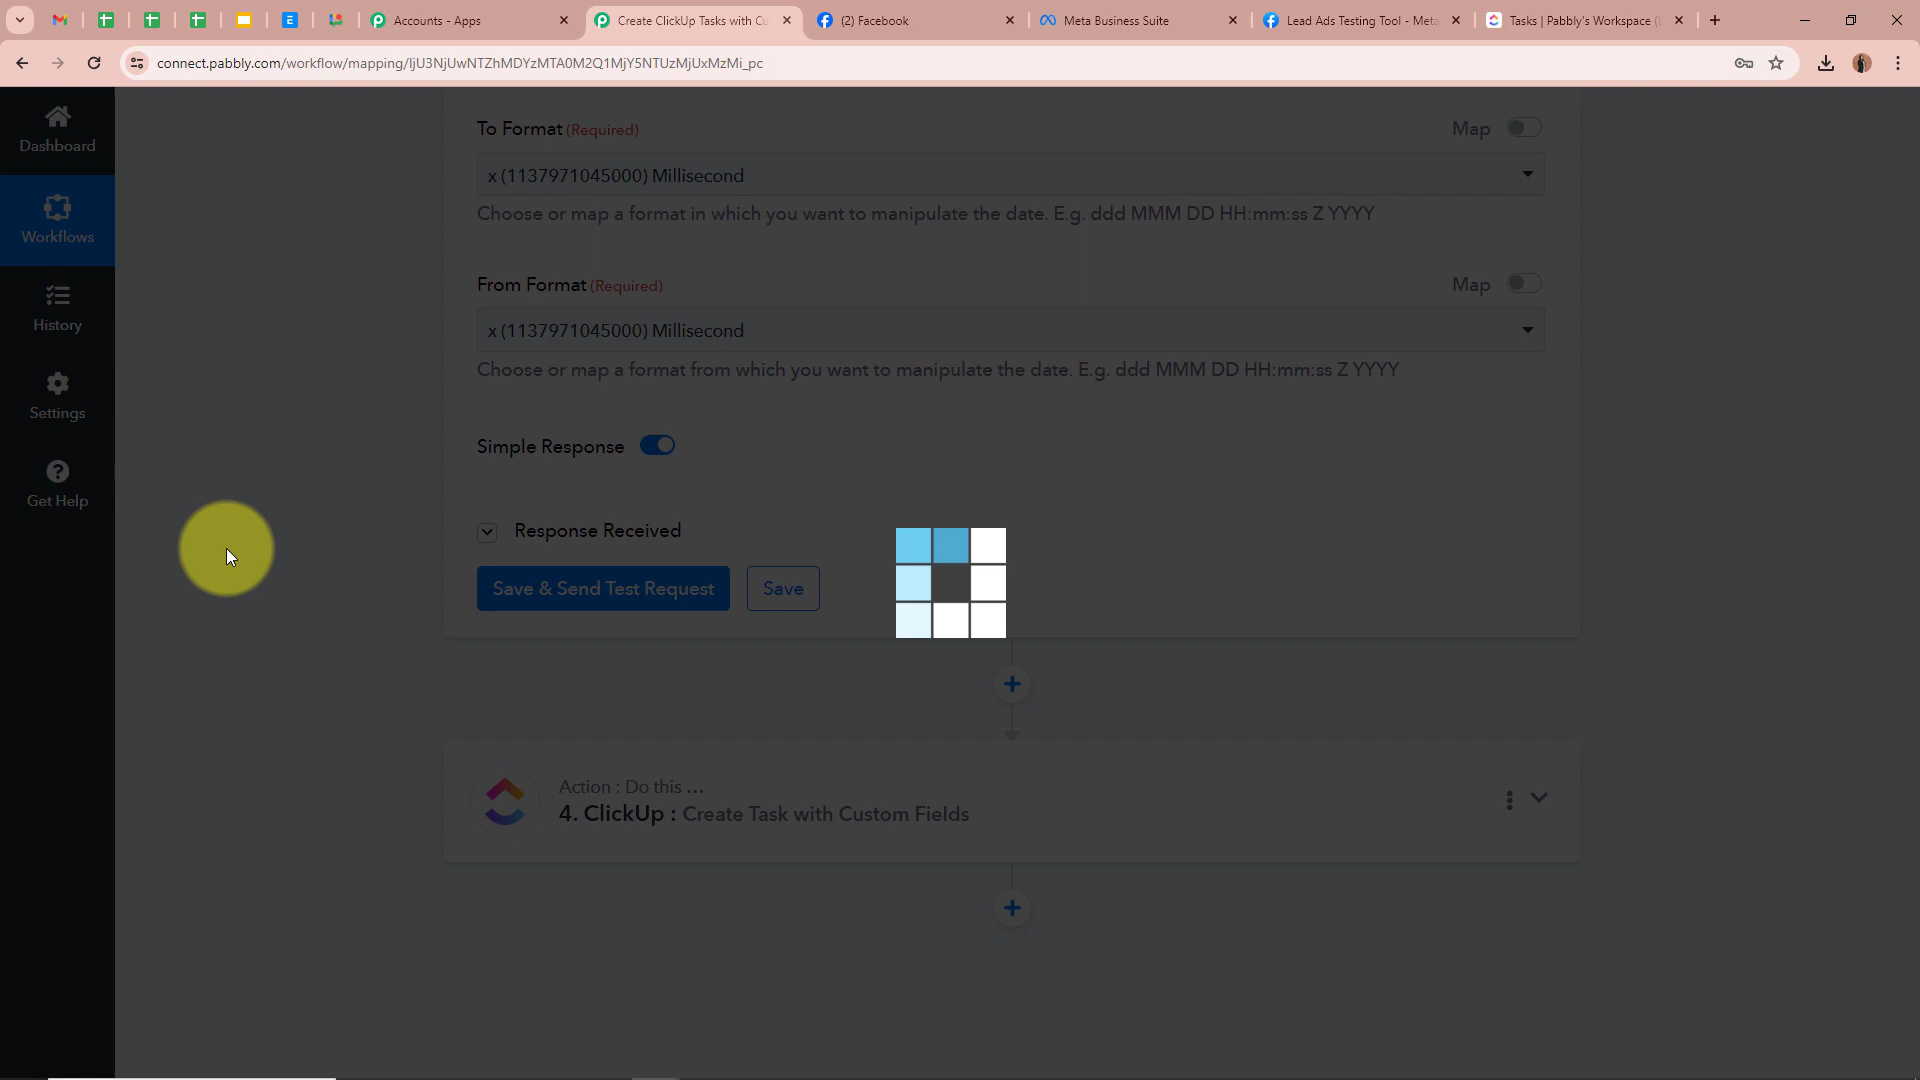 Accounts - Apps
Create ClickUp Tasks with Cu
(2) Facebook
Meta Business Suite
Lead Ads Testing Tool - Meta
Tasks | Pabbly's Workspace (
connect.pabbly.com/workflow/mapping/IjU3NjUwNTZhMDYzMTA0M2Q1MjY5NTUzMjUxMzMi_pc
Dashboard
Workflows
History
Settings
Get Help
To Format (Required)
Map
x (1137971045000) Millisecond
Choose or map a format in which you want to manipulate the date. E.g. ddd MMM DD HH:mm:ss Z YYYY
From Format (Required)
Map
x (1137971045000) Millisecond
Choose or map a format from which you want to manipulate the date. E.g. ddd MMM DD HH:mm:ss Z YYYY
Simple Response
Response Received
Save & Send Test Request
Save
Action : Do this ...
4. ClickUp : Create Task with Custom Fields